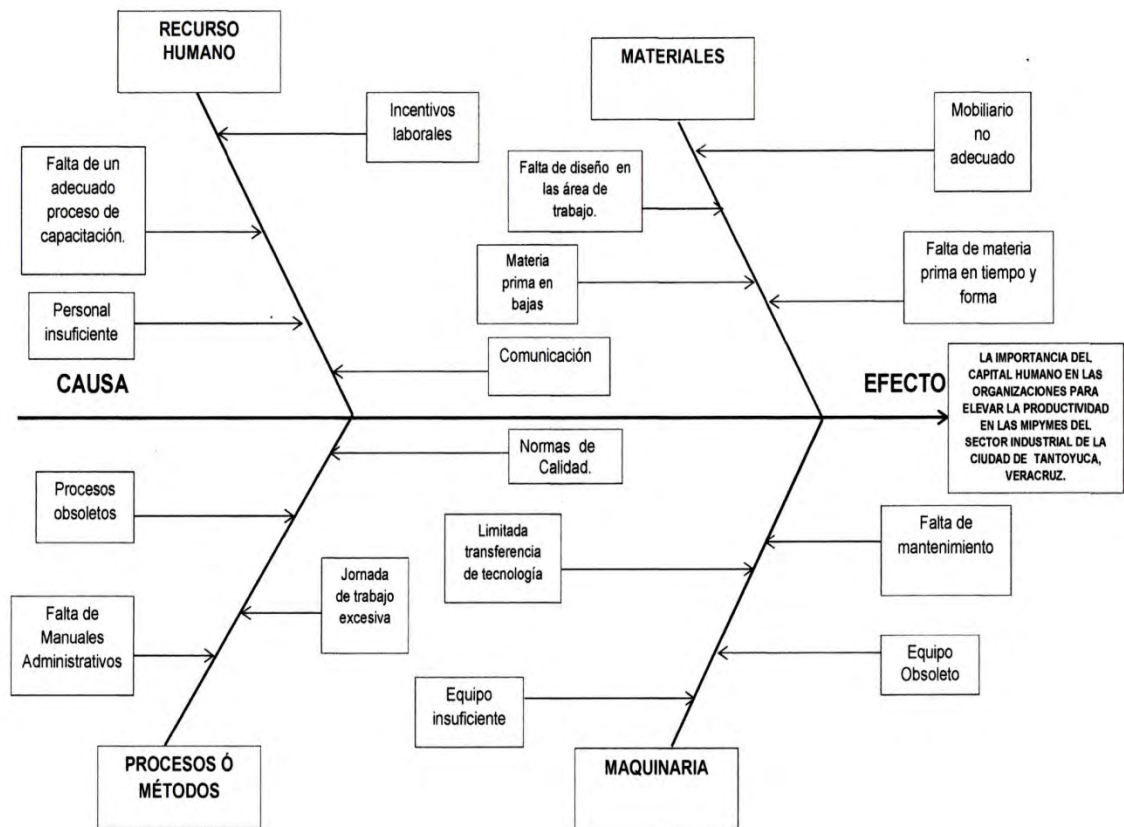 RECURSO
HUMANO
MATERIALES
Incentivos
laborales
Mobiliario
no
adecuado
Falta de un
adecuado
proceso de
capacitación.
Falta de diseño en
las área de
trabajo.
Materia
prima en
bajas
Falta de materia
prima en tiempo y
forma
Personal
insuficiente
Comunicación
CAUSA
EFECTO
LA IMPORTANCIA DEL
CAPITAL HUMANO EN LAS
ORGANIZACIONES PARA
ELEVAR LA PRODUCTIVIDAD
EN LAS MIPYMES DEL
SECTOR INDUSTRIAL DE LA
CIUDAD DE TANTOYUCA,
VERACRUZ.
Normas de
Calidad.
Procesos
obsoletos
Limitada
transferencia
de tecnología
Falta de
mantenimiento
Jornada
de trabajo
excesiva
Falta de
Manuales
Administrativos
Equipo
Obsoleto
Equipo
insuficiente
PROCESOS Ó
MÉTODOS
MAQUINARIA